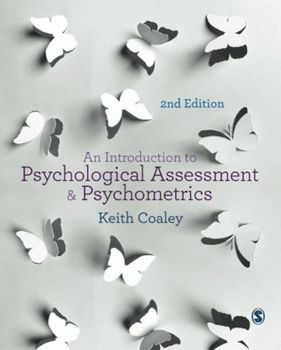 2nd Edition
An Introduction to
Psychological Assessment
& Psychometrics
Keith Coaley
S